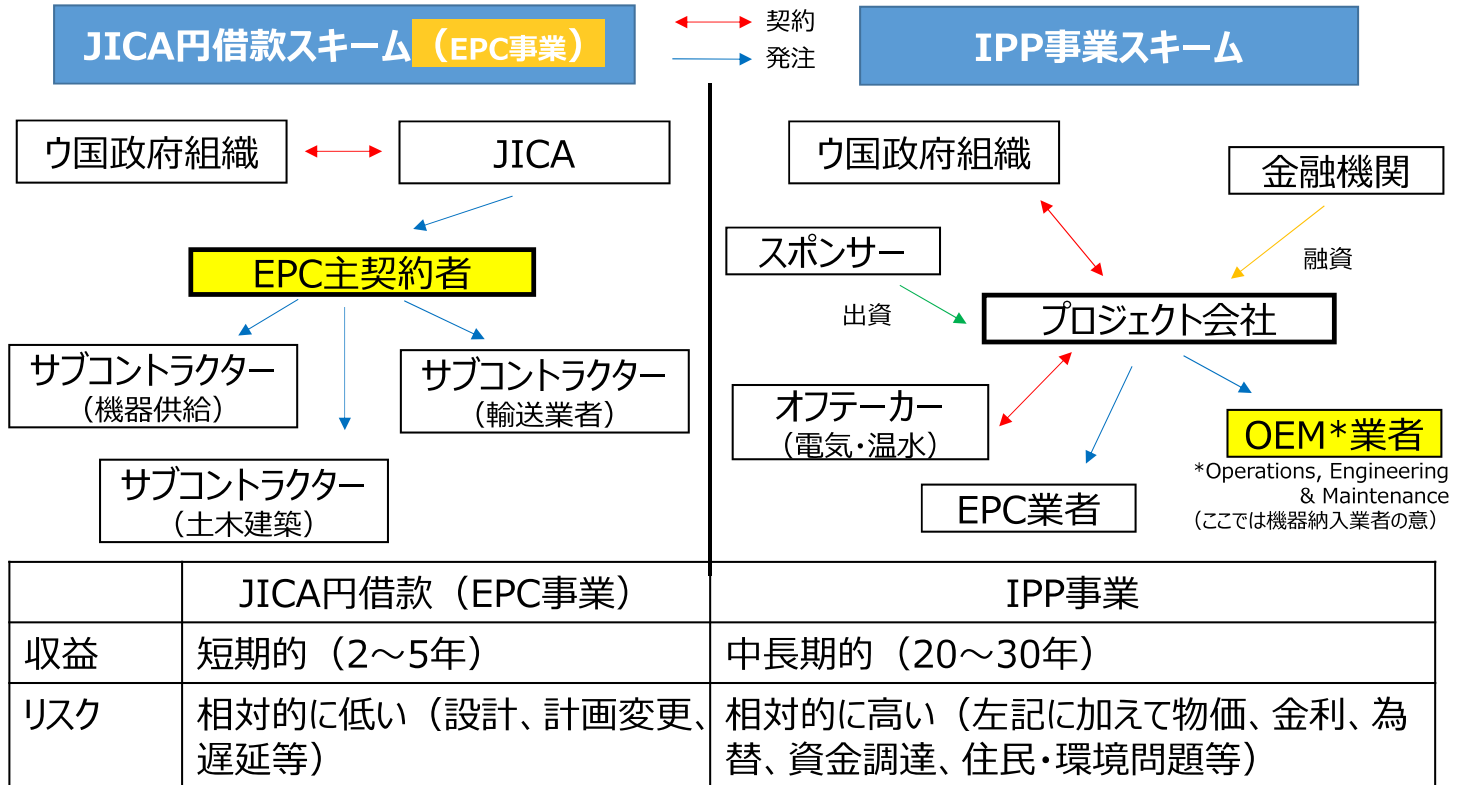 JICA円借款スキーム（EPC事業）
契約
発注
IPP事業スキーム
ウ国政府組織
JICA
EPC主契約者
サブコントラクター
（機器供給）
サブコントラクター
（輸送業者）
サブコントラクター
（土木建築）
ウ国政府組織
金融機関
スポンサー
融資
出資
プロジェクト会社
オフテーカー
（電気・温水）
OEM*業者
*Operations, Engineering
& Maintenance
（ここでは機器納入業者の意）
EPC業者
JICA円借款（EPC事業）
IPP事業
収益
短期的（2～5年）
中長期的（20～30年）
リスク
相対的に低い（設計、計画変更、
遅延等）
相対的に高い（左記に加えて物価、金利、為
替、資金調達、住民・環境問題等）